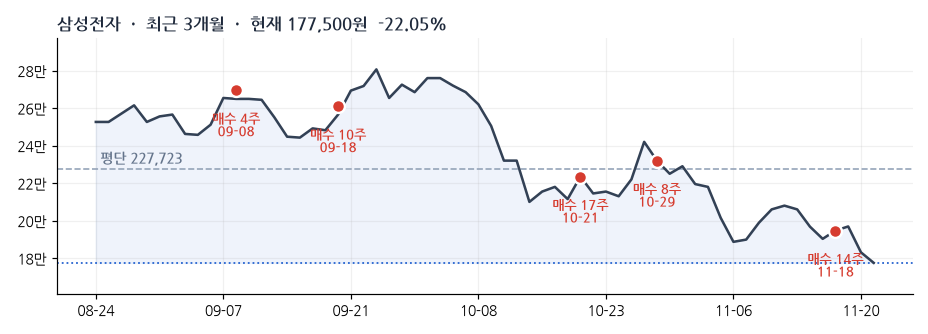 삼성전자 · 최근 3개월 · 현재 177,500원 -22.05%
28만
26만
24만
22만
20만
18만
평단 227,723
매수 4주
09-08
매수 10주
09-18
매수 17주
10-21
매수 8주
10-29
매수 14주
11-18
08-24
09-07
09-21
10-08
10-23
11-06
11-20